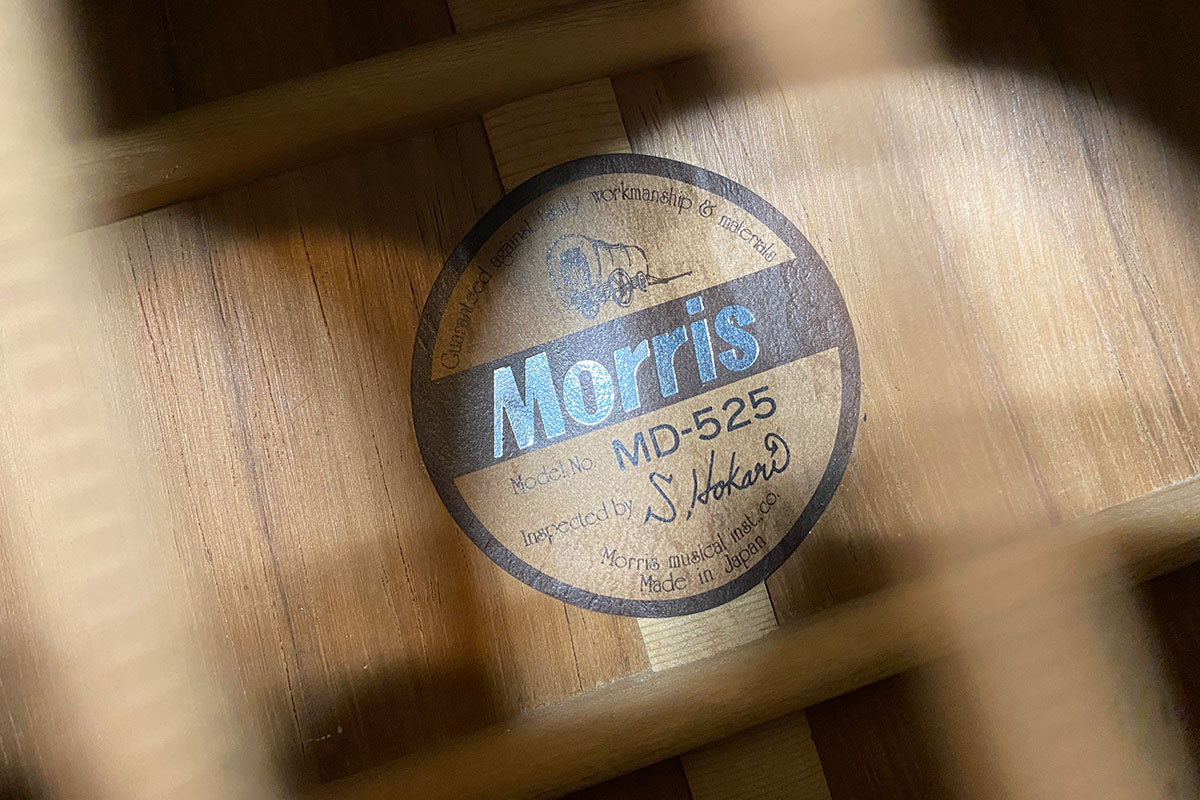 Guaranteed against faulty workmanship & materials
Morris
Model No. MD-525
Inspected by S. Hokari
Morris musical inst., co.
Made in Japan